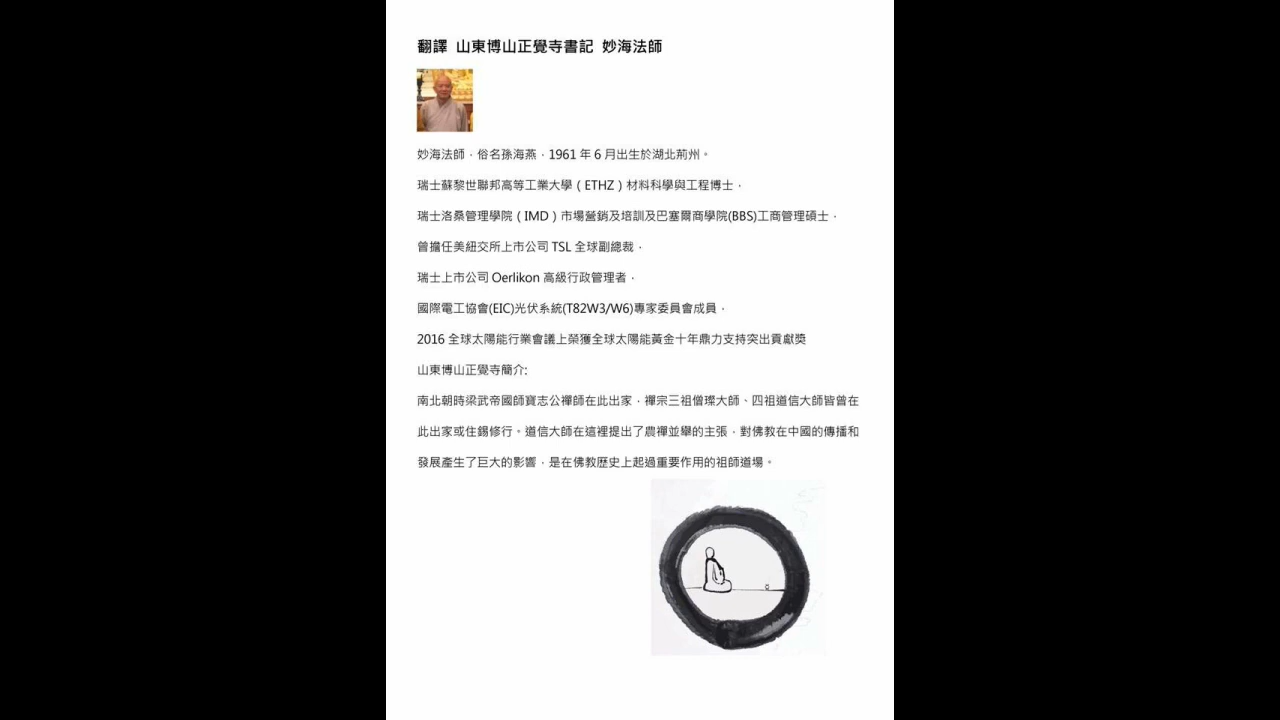 翻譯 山東博山正覺寺書記 妙海法師
妙海法師，俗名孫海燕，1961 年 6 月出生於湖北荊州。
瑞士蘇黎世聯邦高等工業大學（ETHZ）材料科學與工程博士，
瑞士洛桑管理學院（IMD）市場營銷及培訓及巴塞爾商學院(BBS)工商管理碩士，
曾擔任美紐交所上市公司 TSL 全球副總裁，
瑞士上市公司 Oerlikon 高級行政管理者，
國際電工協會(EIC)光伏系統(T82W3/W6)專家委員會成員，
2016 全球太陽能行業會議上榮獲全球太陽能黃金十年鼎力支持突出貢獻獎
山東博山正覺寺簡介:
南北朝時梁武帝國師寶志公禪師在此出家，禪宗三祖僧璨大師、四祖道信大師皆曾在
此出家或住錫修行。道信大師在這裡提出了農禪並舉的主張，對佛教在中國的傳播和
發展產生了巨大的影響，是在佛教歷史上起過重要作用的祖師道場。